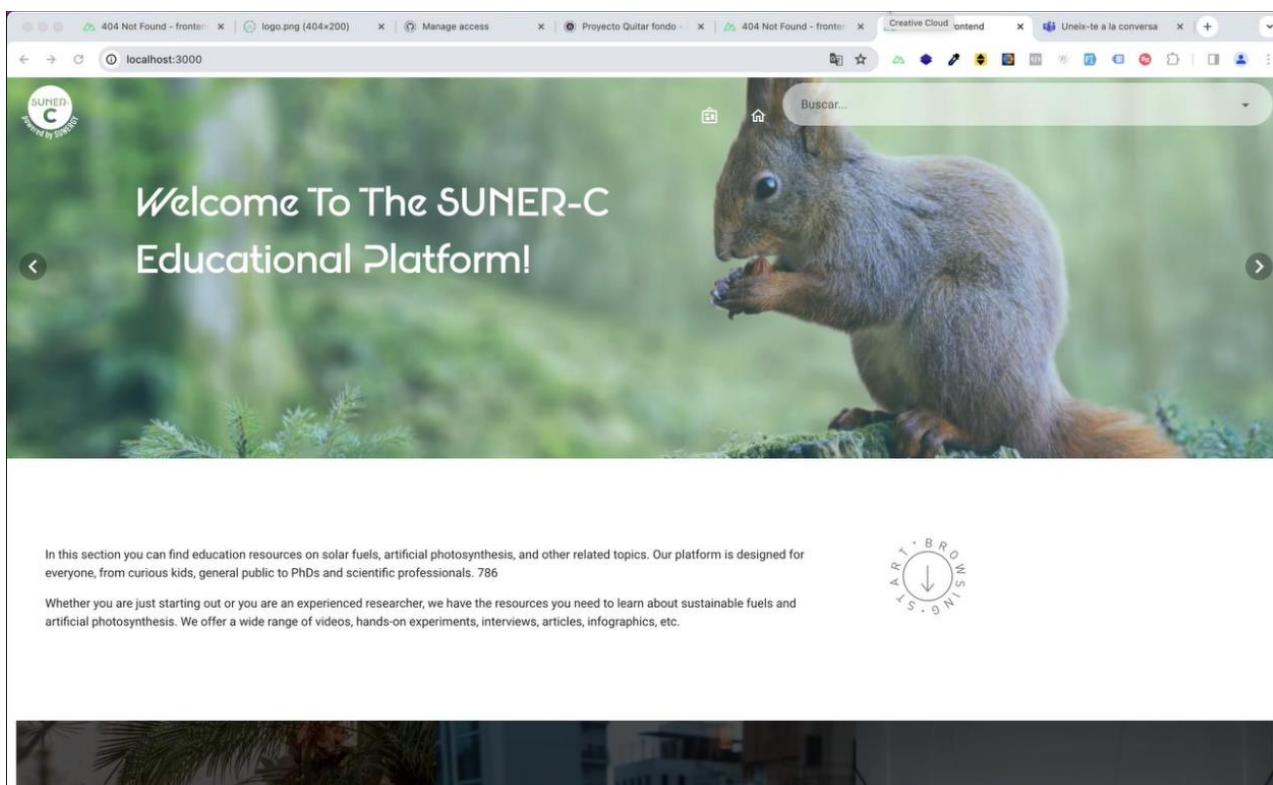 404 Not Found - fronten
logo.png (404×200)
Manage access
Proyecto Quitar fondo -
404 Not Found - fronten
Creative Cloud
ontend
Uneix-te a la conversa
localhost:3000
SUNER-
C
powered by SUNERGY
Buscar...
Welcome To The SUNER-C
Educational Platform!
In this section you can find education resources on solar fuels, artificial photosynthesis, and other related topics. Our platform is designed for
everyone, from curious kids, general public to PhDs and scientific professionals. 786
Whether you are just starting out or you are an experienced researcher, we have the resources you need to learn about sustainable fuels and
artificial photosynthesis. We offer a wide range of videos, hands-on experiments, interviews, articles, infographics, etc.
START · BROWSING ·